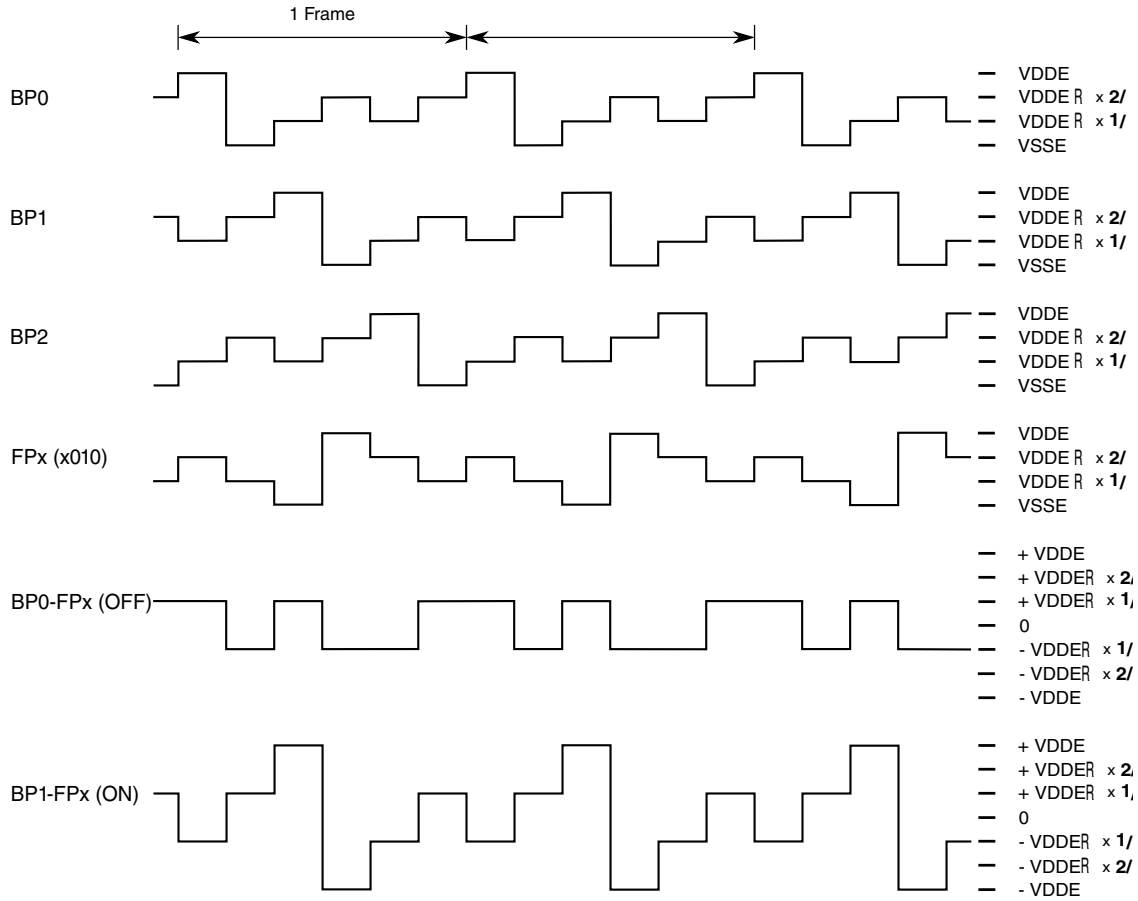 1 Frame
BP0
VDDE
VDDE R × 2/
VDDE R × 1/
VSSE
BP1
VDDE
VDDE R × 2/
VDDE R × 1/
VSSE
BP2
VDDE
VDDE R × 2/
VDDE R × 1/
VSSE
FPx (x010)
VDDE
VDDE R × 2/
VDDE R × 1/
VSSE
BP0-FPx (OFF)
+ VDDE
+ VDDER × 2/
+ VDDER × 1/
0
- VDDER × 1/
- VDDER × 2/
- VDDE
BP1-FPx (ON)
+ VDDE
+ VDDER × 2/
+ VDDER × 1/
0
- VDDER × 1/
- VDDER × 2/
- VDDE